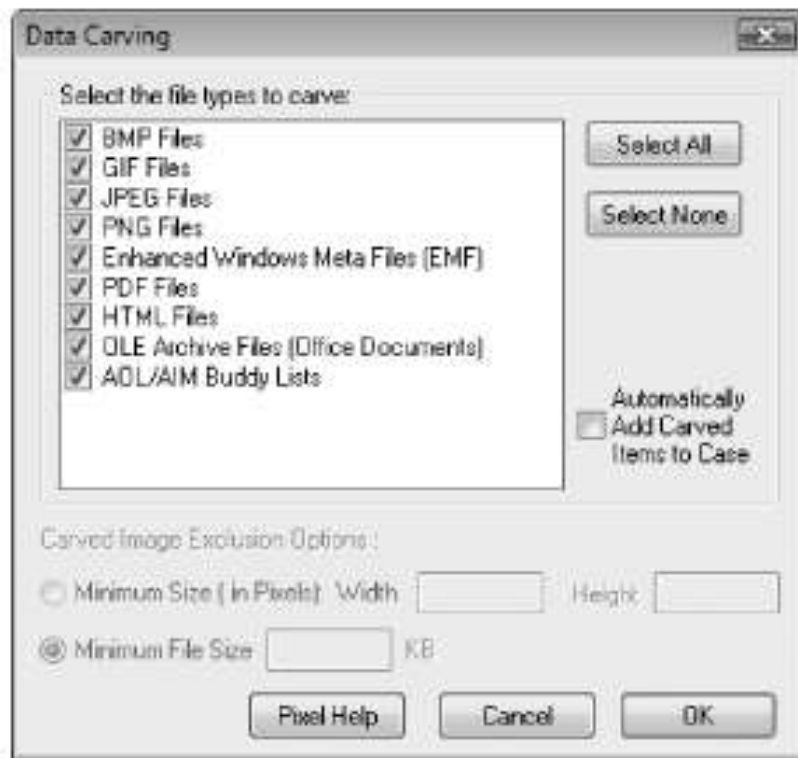 Data Carving
Select the file types to carve:
BMP Files
GIF Files
JPEG Files
PNG Files
Enhanced Windows Meta Files (EMF)
PDF Files
HTML Files
OLE Archive Files (Office Documents)
AOL/AIM Buddy Lists
Select All
Select None
Automatically
Add Carved
Items to Case
Carved Image Exclusion Options :
Minimum Size ( in Pixels) Width Height
Minimum File Size KB
Pixel Help Cancel OK